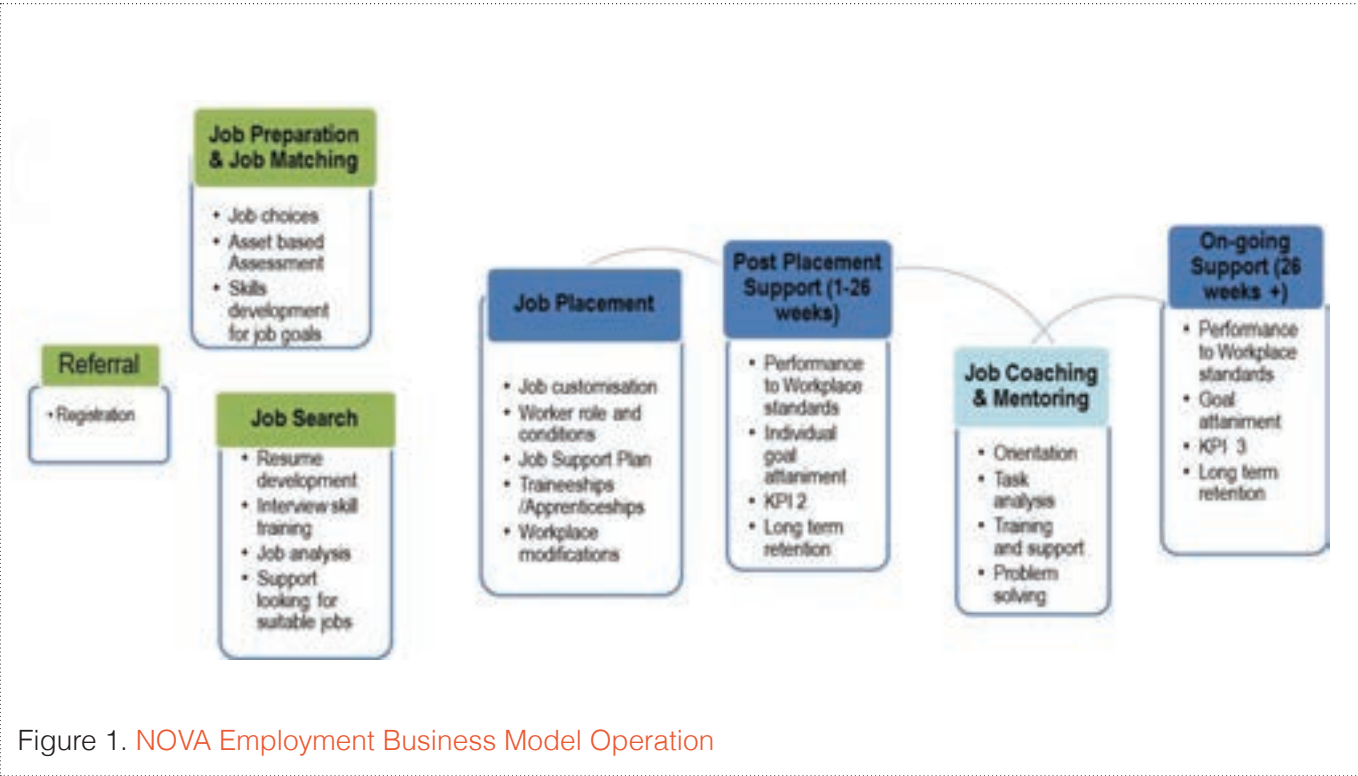 Referral
• Registration
Job Preparation
& Job Matching
• Job choices
• Asset based
Assessment
• Skills
development
for job goals
Job Search
• Resume
development
• Interview skill
training
• Job analysis
• Support
looking for
suitable jobs
Job Placement
• Job customisation
• Worker role and
conditions
• Job Support Plan
• Traineeships
/Apprenticeships
• Workplace
modifications
Post Placement
Support (1-26
weeks)
• Performance
to Workplace
standards
• Individual
goal
attaniment
• KPI 2
• Long term
retention
Job Coaching
& Mentoring
• Orientation
• Task
analysis
• Training
and support
• Problem
solving
On-going
Support (26
weeks +)
• Performance
to Workplace
standards
• Goal
attaniment
• KPI 3
• Long term
retention
Figure 1. NOVA Employment Business Model Operation